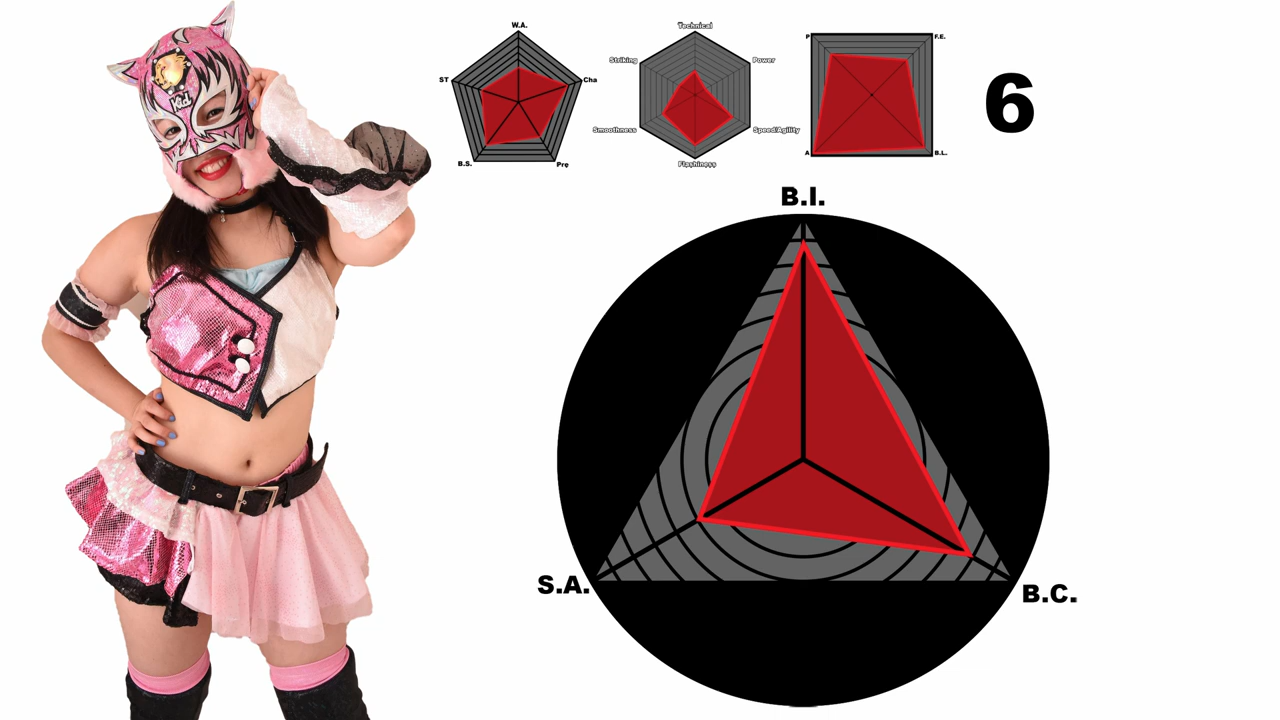 W.A.
ST
Cha
B.S.
Pre
Technical
Striking
Power
Smoothness
Speed/Agility
Flashiness
P
F.E.
A
B.L.
6
Kid
B.I.
S.A.
B.C.